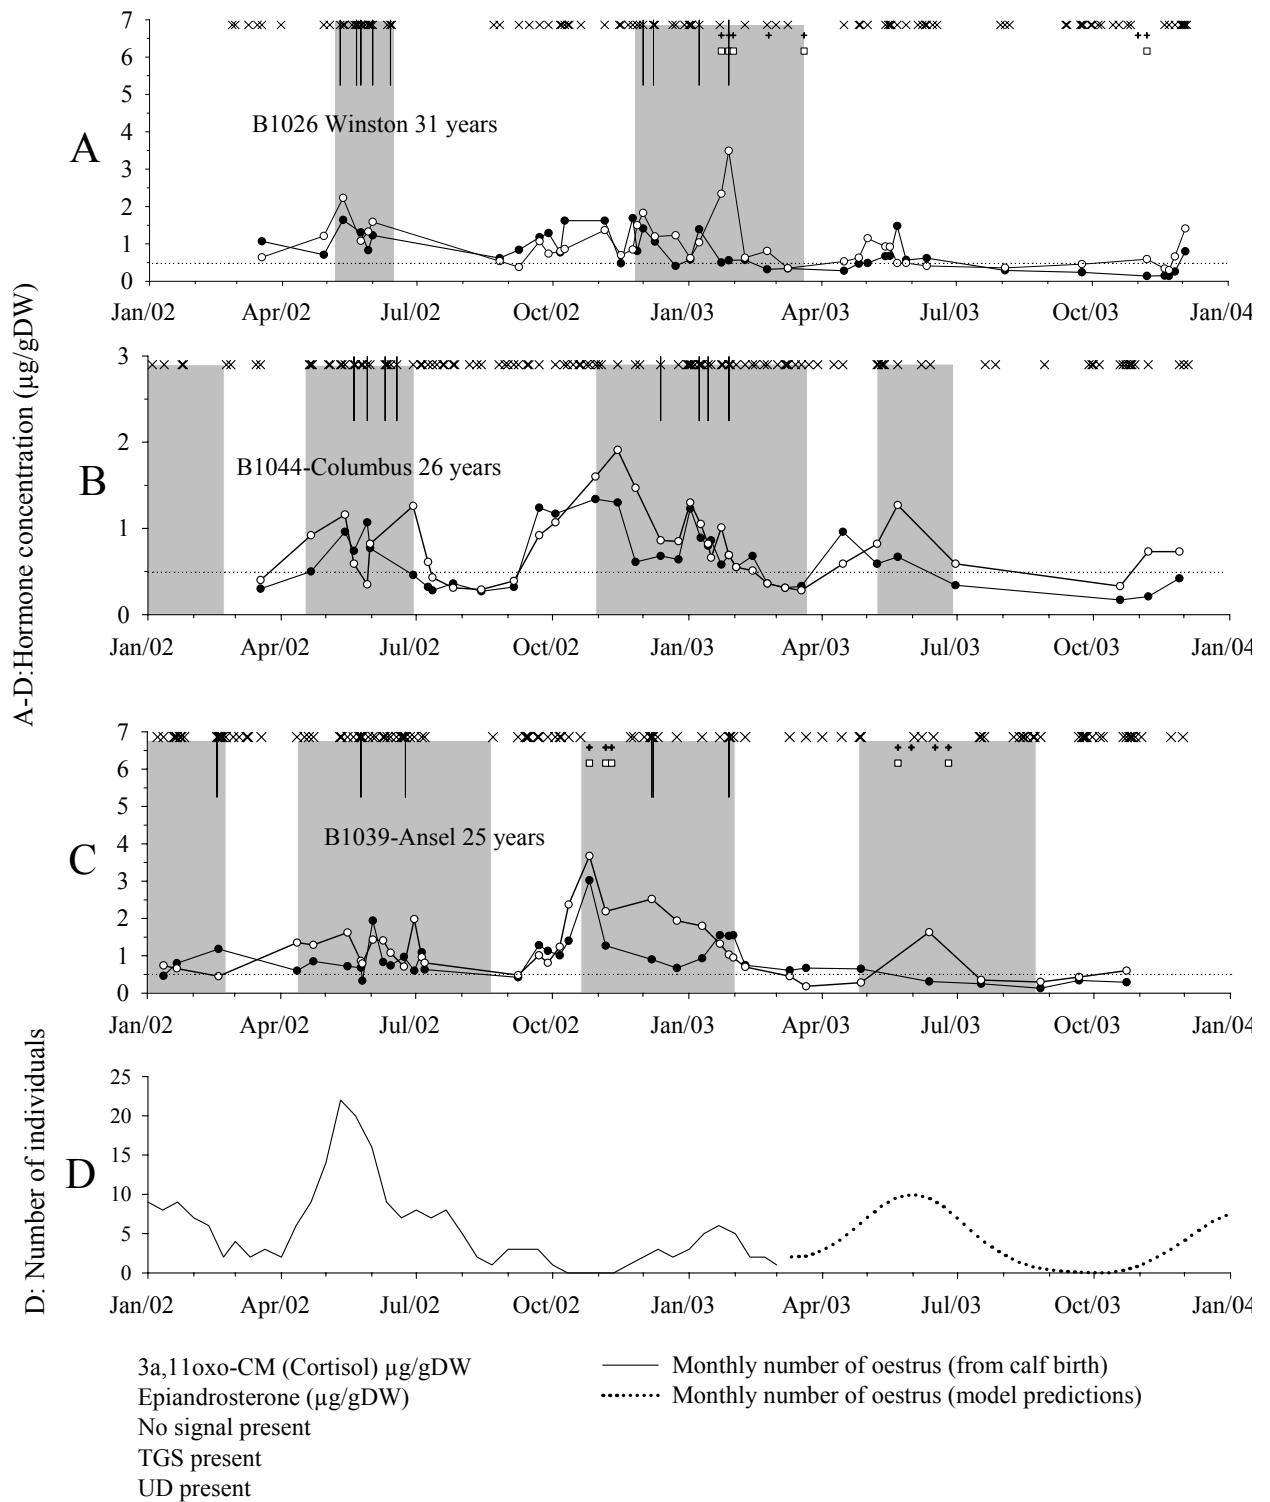 A-D:Hormone concentration (µg/gDW)
A
7
6
5
4
3
2
1
0
B1026 Winston 31 years
Jan/02 Apr/02 Jul/02 Oct/02 Jan/03 Apr/03 Jul/03 Oct/03 Jan/04
B
3
2
1
0
B1044-Columbus 26 years
Jan/02 Apr/02 Jul/02 Oct/02 Jan/03 Apr/03 Jul/03 Oct/03 Jan/04
C
7
6
5
4
3
2
1
0
B1039-Ansel 25 years
Jan/02 Apr/02 Jul/02 Oct/02 Jan/03 Apr/03 Jul/03 Oct/03 Jan/04
D: Number of individuals
D
25
20
15
10
5
0
Jan/02 Apr/02 Jul/02 Oct/02 Jan/03 Apr/03 Jul/03 Oct/03 Jan/04
3a,11oxo-CM (Cortisol) µg/gDW
Epiandrosterone (µg/gDW)
No signal present
TGS present
UD present
Monthly number of oestrus (from calf birth)
Monthly number of oestrus (model predictions)